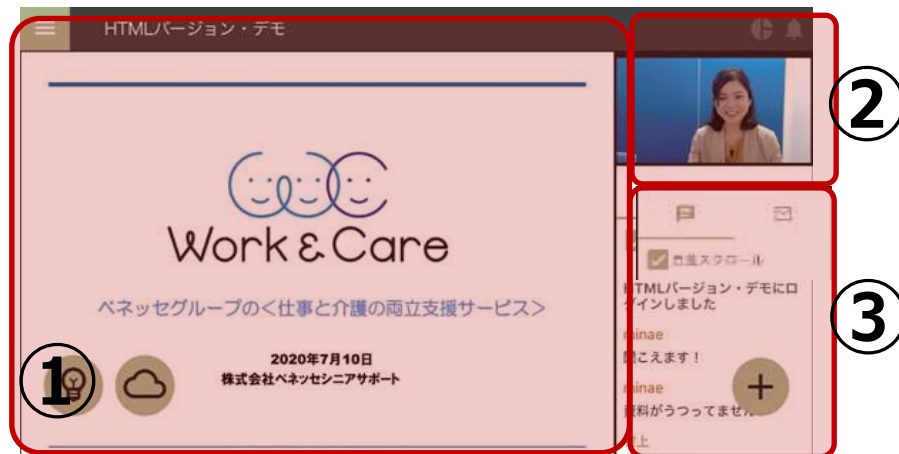 HTMLバージョン・デモ
②
Work & Care
ベネッセグループの<仕事と介護の両立支援サービス>
2020年7月10日
株式会社ベネッセシニアサポート
①
スクロール
HTMLバージョン・デモにロ
グインしました
minae
聞こえます！
minae
資料がうつってません
③